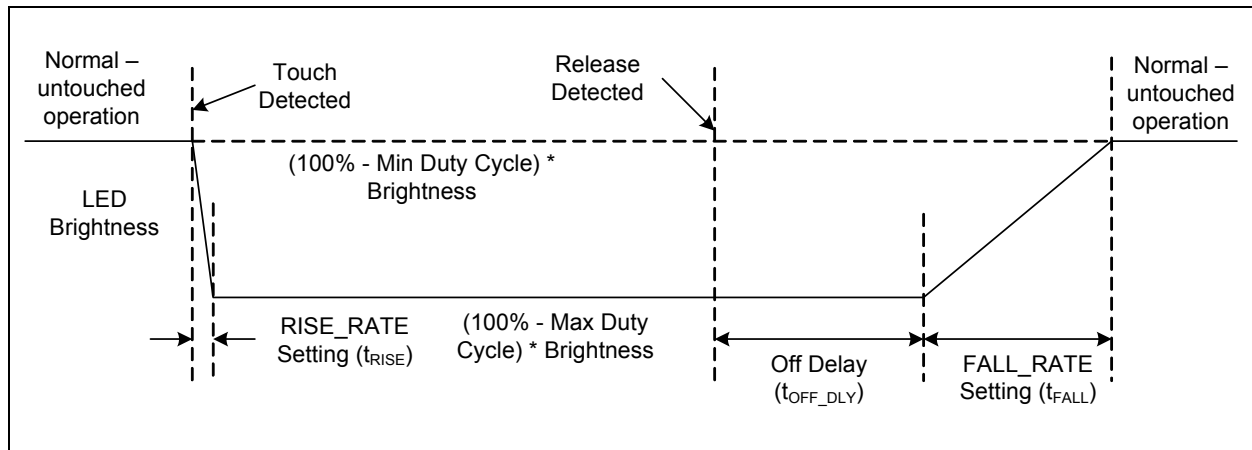 Normal –
untouched
operation
Touch
Detected
Release
Detected
Normal –
untouched
operation
(100% - Min Duty Cycle) *
Brightness
LED
Brightness
RISE_RATE
Setting (tRISE)
(100% - Max Duty
Cycle) * Brightness
Off Delay
(tOFF_DLY)
FALL_RATE
Setting (tFALL)